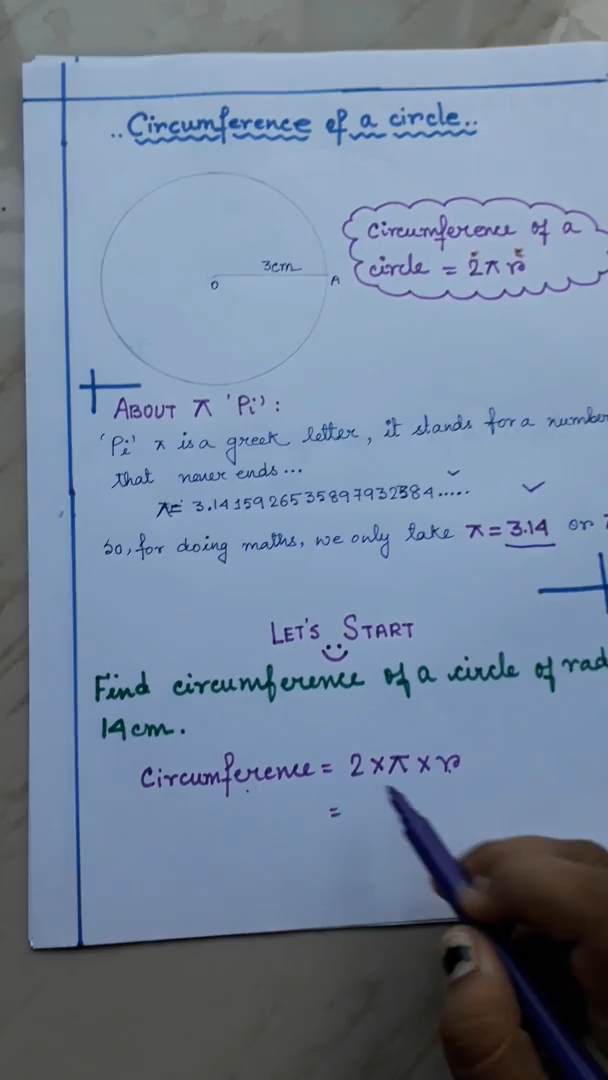 ..Circumference of a circle..
3cm
O
A
Circumference of a
circle = 2πr
ABOUT π 'Pi':
'Pi' π is a greek letter, it stands for a number
that never ends...
π= 3.1415926535897932384.....
So, for doing maths, we only take π = 3.14 or
LET'S START
Find circumference of a circle of rad
14cm.
Circumference = 2×π×r
=